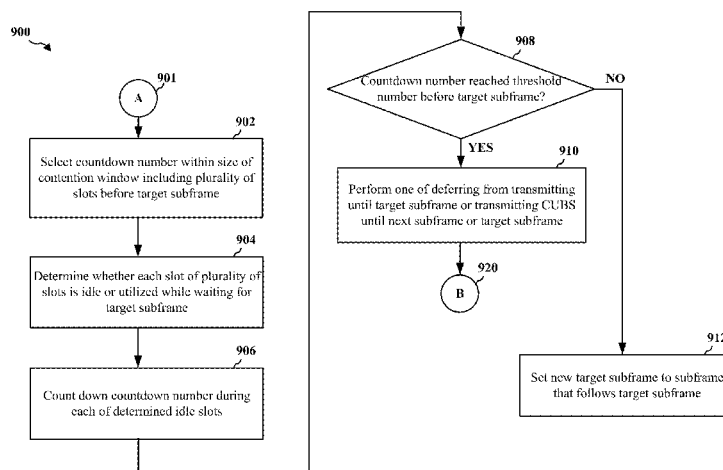 900
901
A
902
Select countdown number within size of
contention window including plurality of
slots before target subframe
904
Determine whether each slot of plurality of
slots is idle or utilized while waiting for
target subframe
906
Count down countdown number during
each of determined idle slots
908
Countdown number reached threshold
number before target subframe?
NO
YES
910
Perform one of deferring from transmitting
until target subframe or transmitting CUBS
until next subframe or target subframe
920
B
912
Set new target subframe to subframe
that follows target subframe